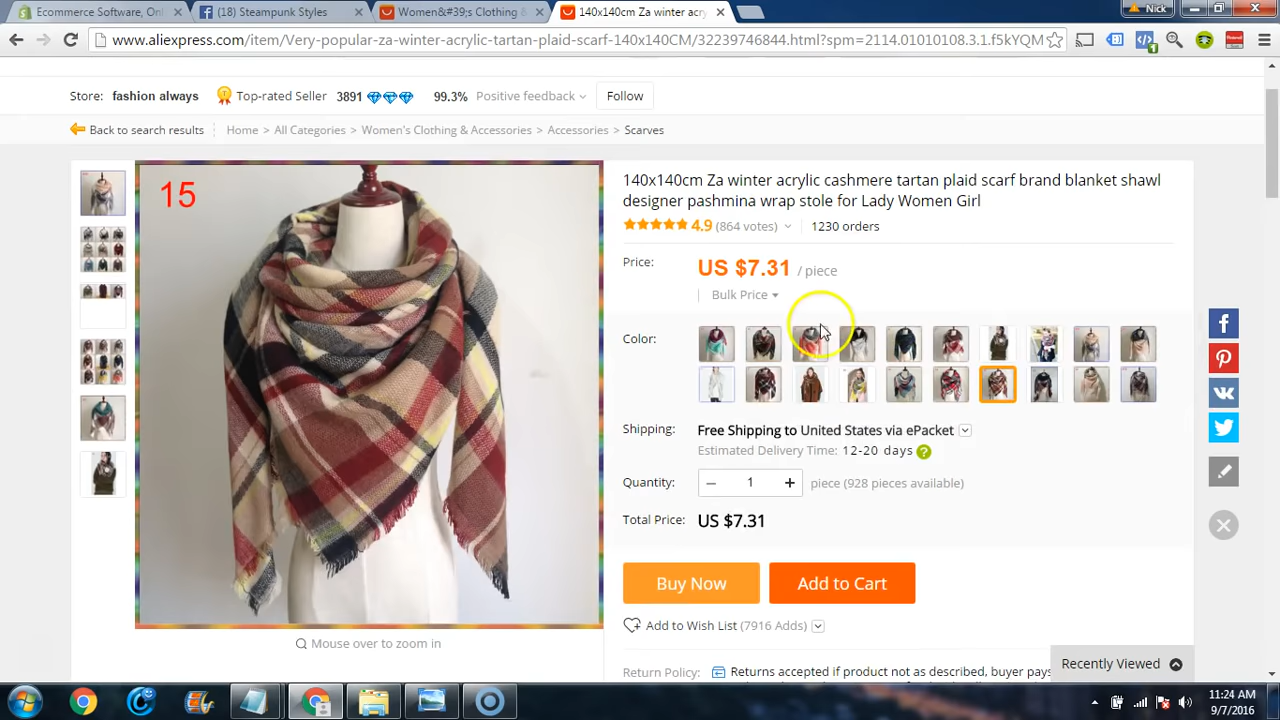 Ecommerce Software, Onl
(18) Steampunk Styles
Women&#39;s Clothing &
140x140cm Za winter acry
Nick
www.aliexpress.com/item/Very-popular-za-winter-acrylic-tartan-plaid-scarf-140x140CM/32239746844.html?spm=2114.01010108.3.1.f5kYQM
Store: fashion always Top-rated Seller 3891 99.3% Positive feedback Follow
Back to search results Home > All Categories > Women's Clothing & Accessories > Accessories > Scarves
15
140x140cm Za winter acrylic cashmere tartan plaid scarf brand blanket shawl
designer pashmina wrap stole for Lady Women Girl
4.9 (864 votes) 1230 orders
Price: US $7.31 / piece
Bulk Price
Color:
Shipping: Free Shipping to United States via ePacket
Estimated Delivery Time: 12-20 days ?
Quantity: − 1 + piece (928 pieces available)
Total Price: US $7.31
Buy Now Add to Cart
Add to Wish List (7916 Adds)
Mouse over to zoom in
Return Policy: Returns accepted if product not as described, buyer pays
Recently Viewed
11:24 AM
9/7/2016